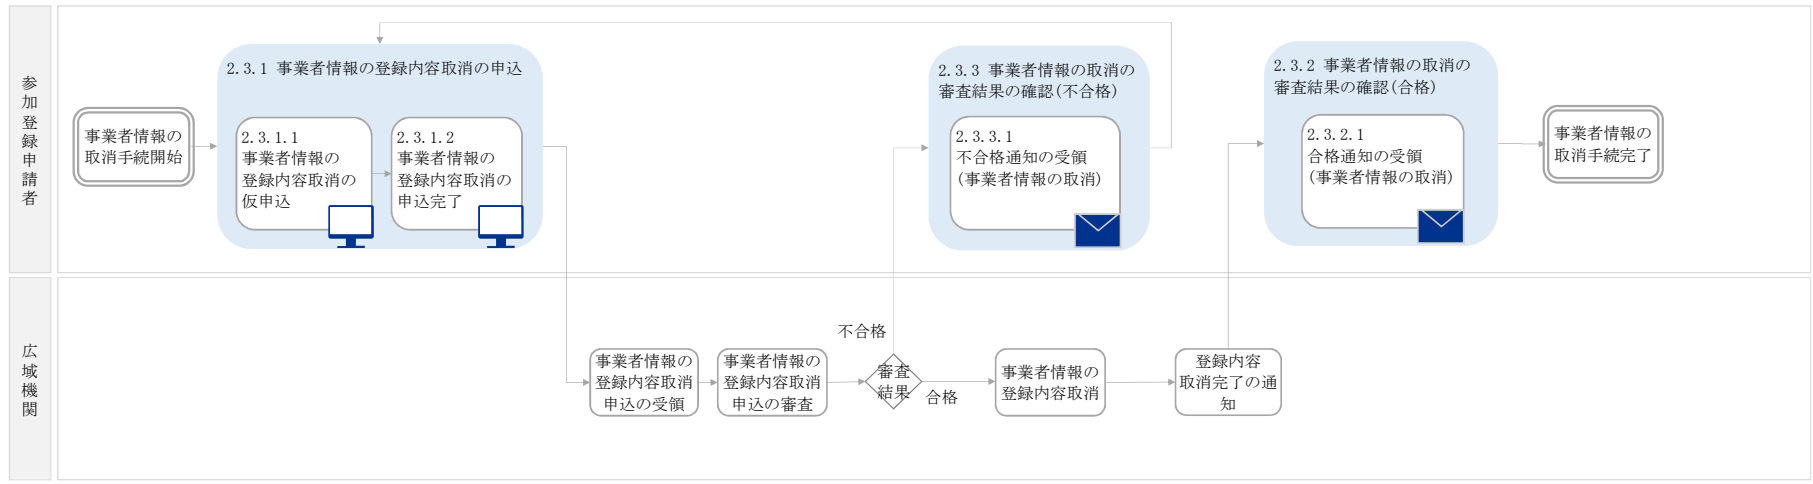 参加登録申請者
事業者情報の
取消手続開始
2.3.1 事業者情報の登録内容取消の申込
2.3.1.1
事業者情報の
登録内容取消の
仮申込
2.3.1.2
事業者情報の
登録内容取消の
申込完了
2.3.3 事業者情報の取消の
審査結果の確認(不合格)
2.3.3.1
不合格通知の受領
(事業者情報の取消)
2.3.2 事業者情報の取消の
審査結果の確認(合格)
2.3.2.1
合格通知の受領
(事業者情報の取消)
事業者情報の
取消手続完了
広域機関
事業者情報の
登録内容取消
申込の受領
事業者情報の
登録内容取消
申込の審査
不合格
審査
結果
合格
事業者情報の
登録内容取消
登録内容
取消完了の通
知